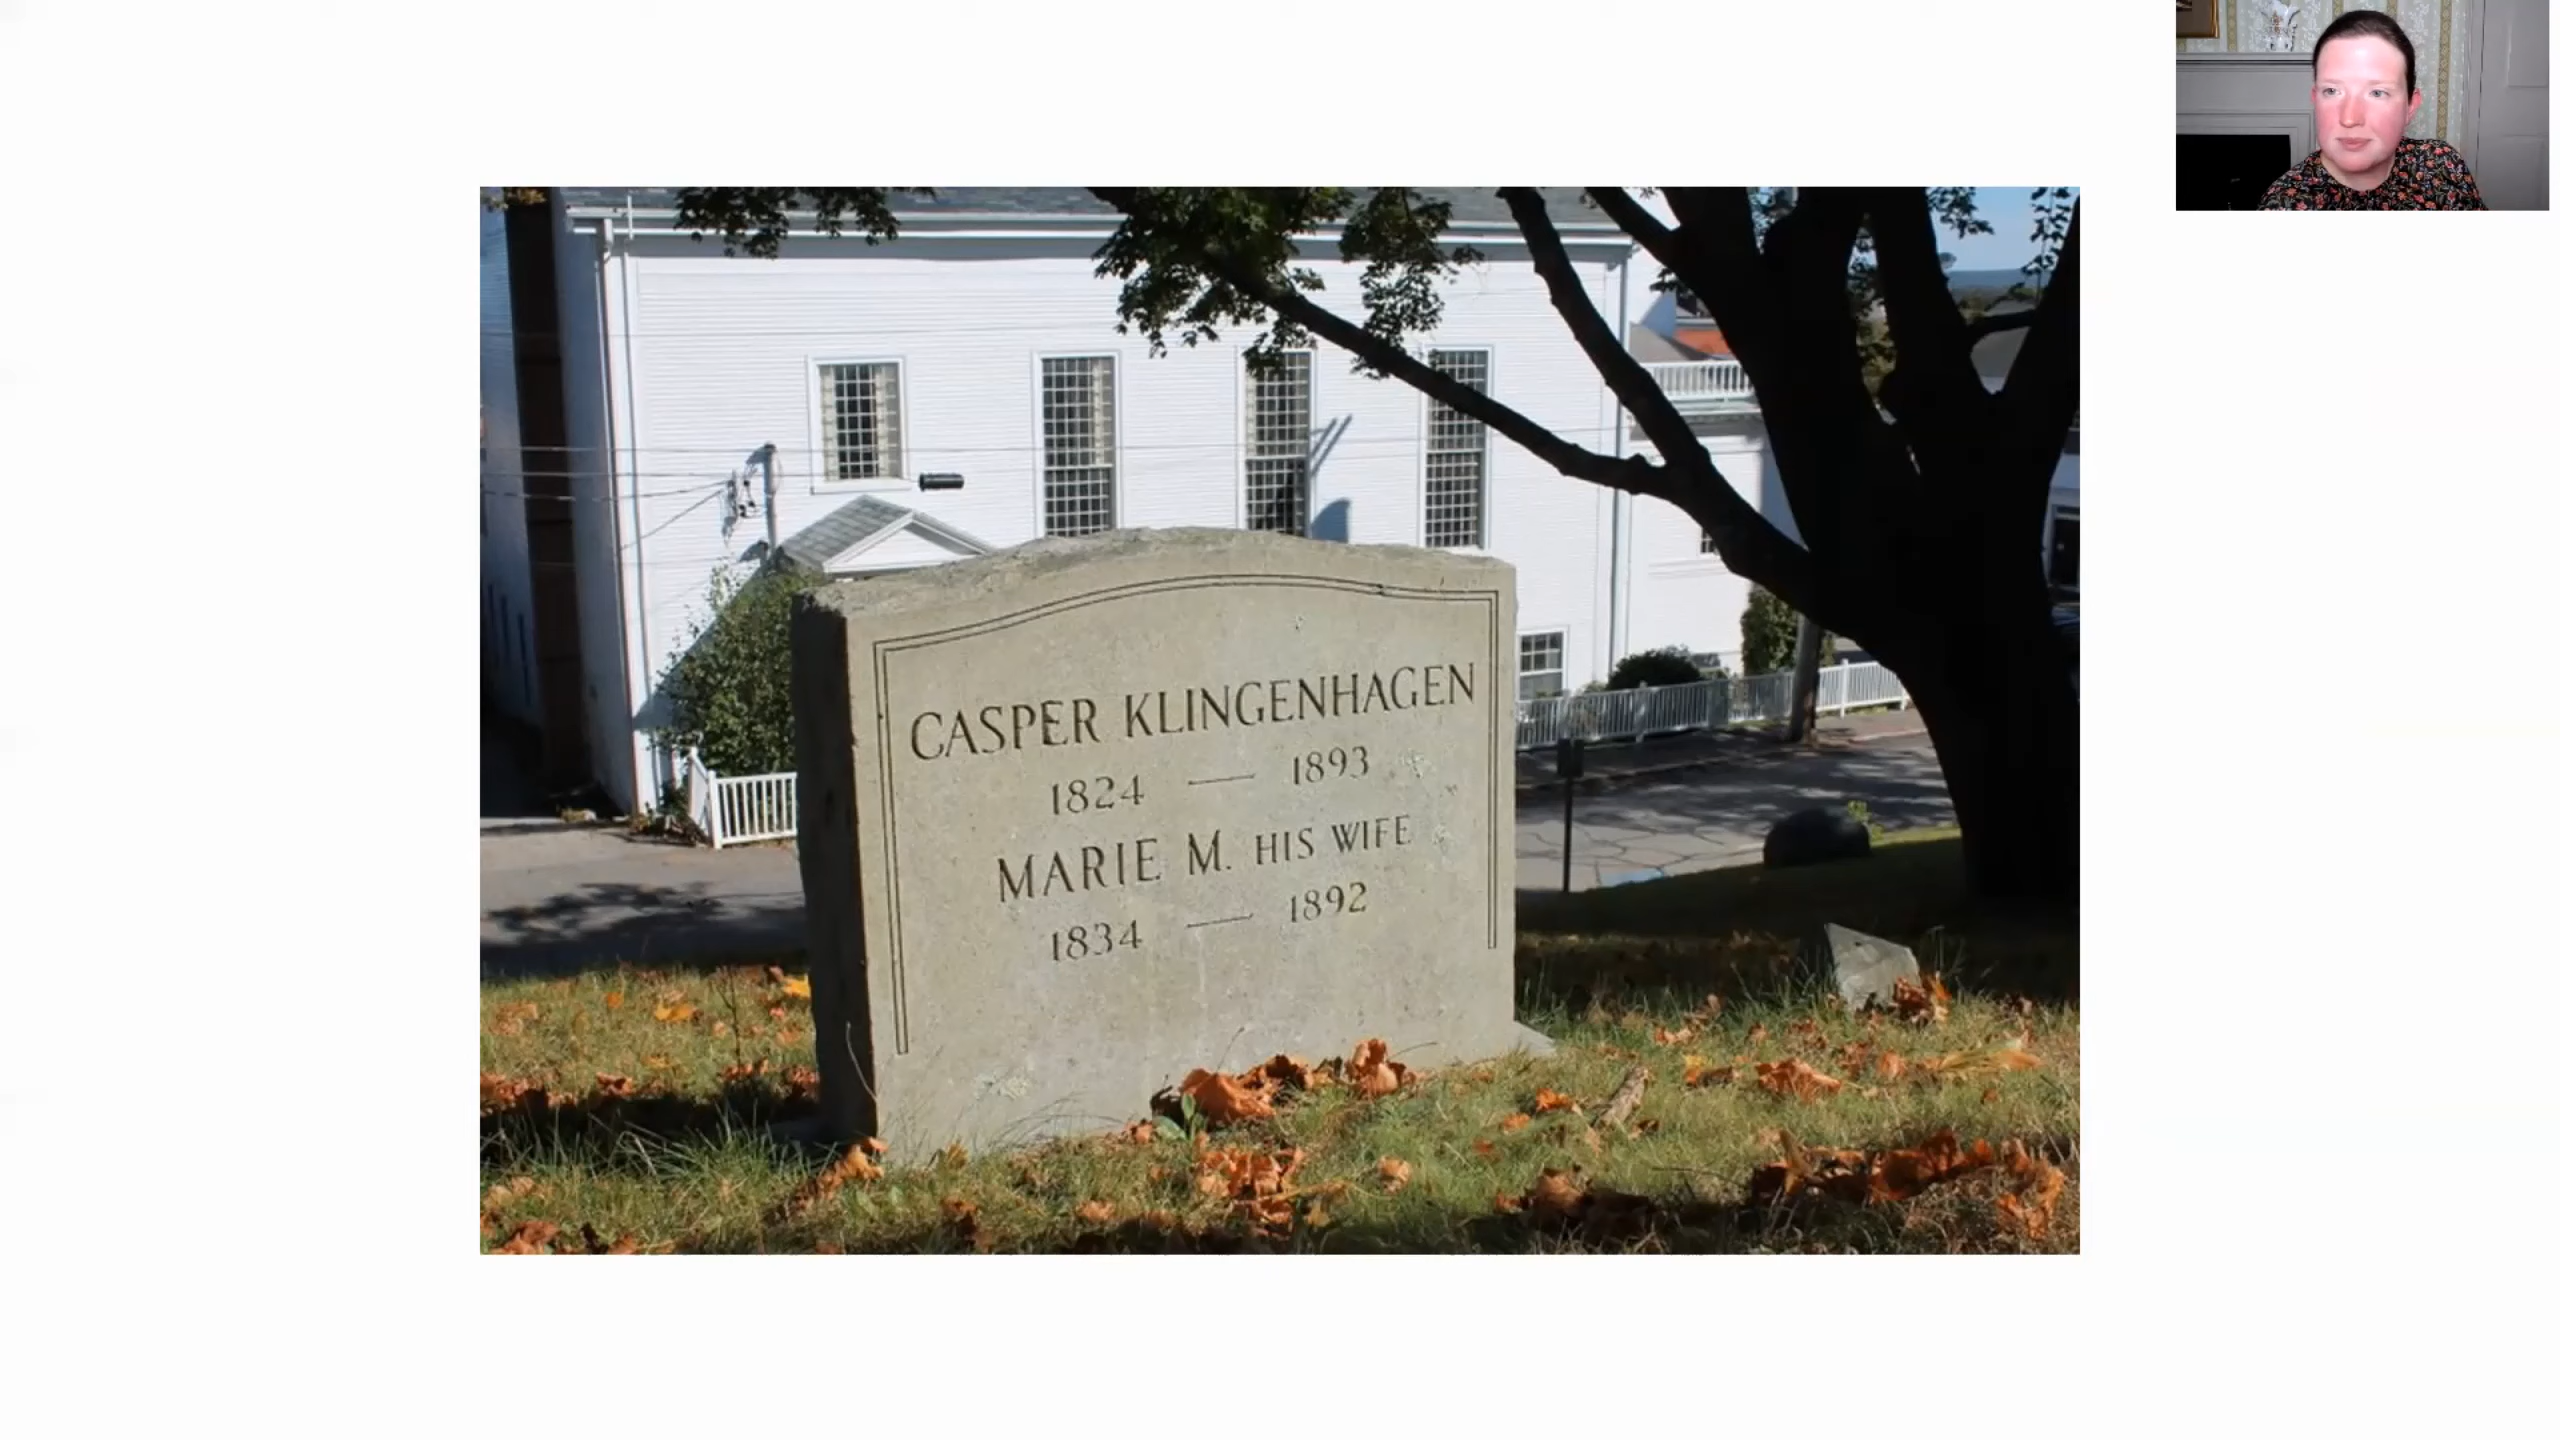 CASPER KLINGENHAGEN
1824 — 1893
MARIE M. HIS WIFE
1834 — 1892